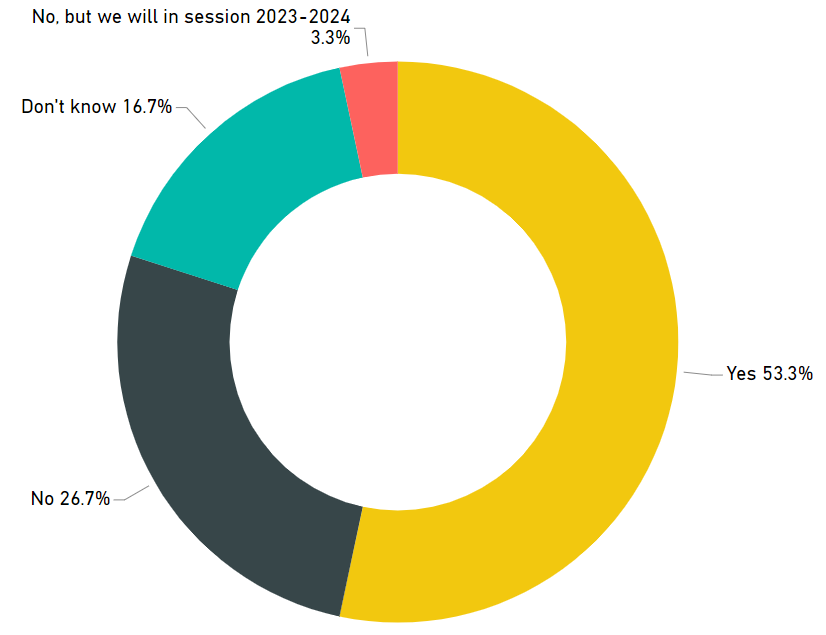 No, but we will in session 2023-2024
3.3%
Don't know 16.7%
Yes 53.3%
No 26.7%